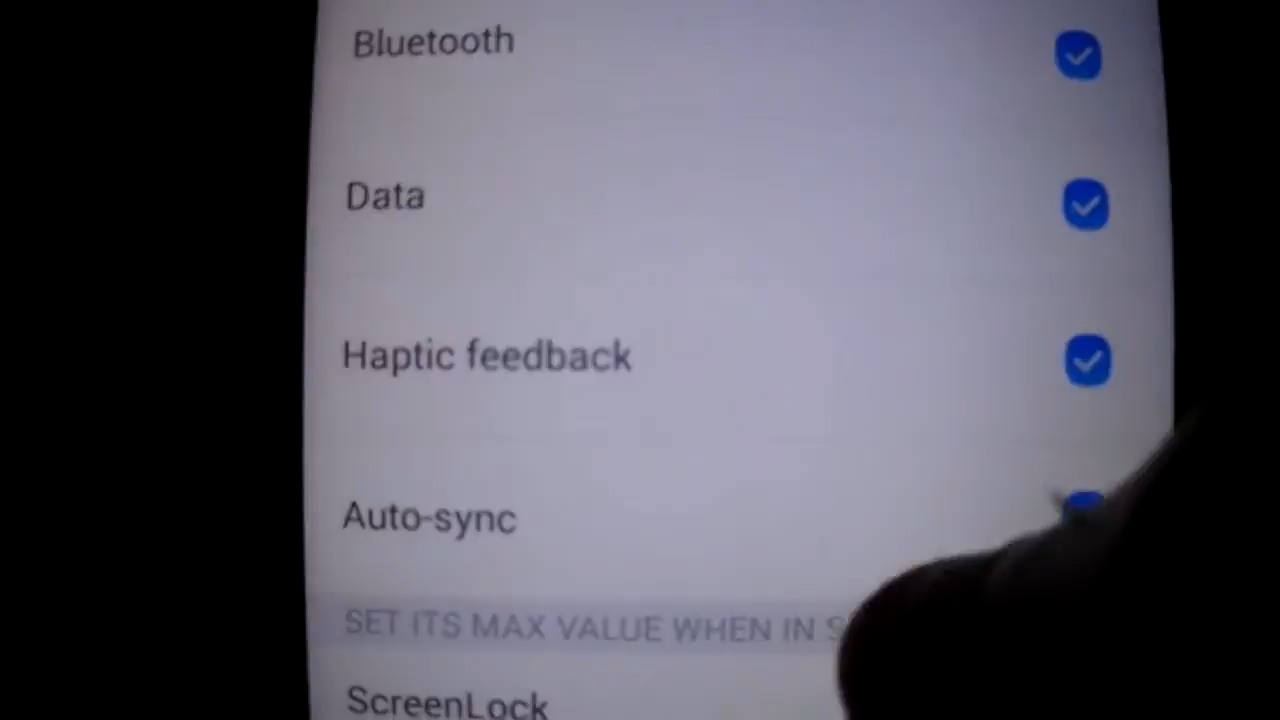 Bluetooth
Data
Haptic feedback
Auto-sync
SET ITS MAX VALUE WHEN IN
ScreenLock